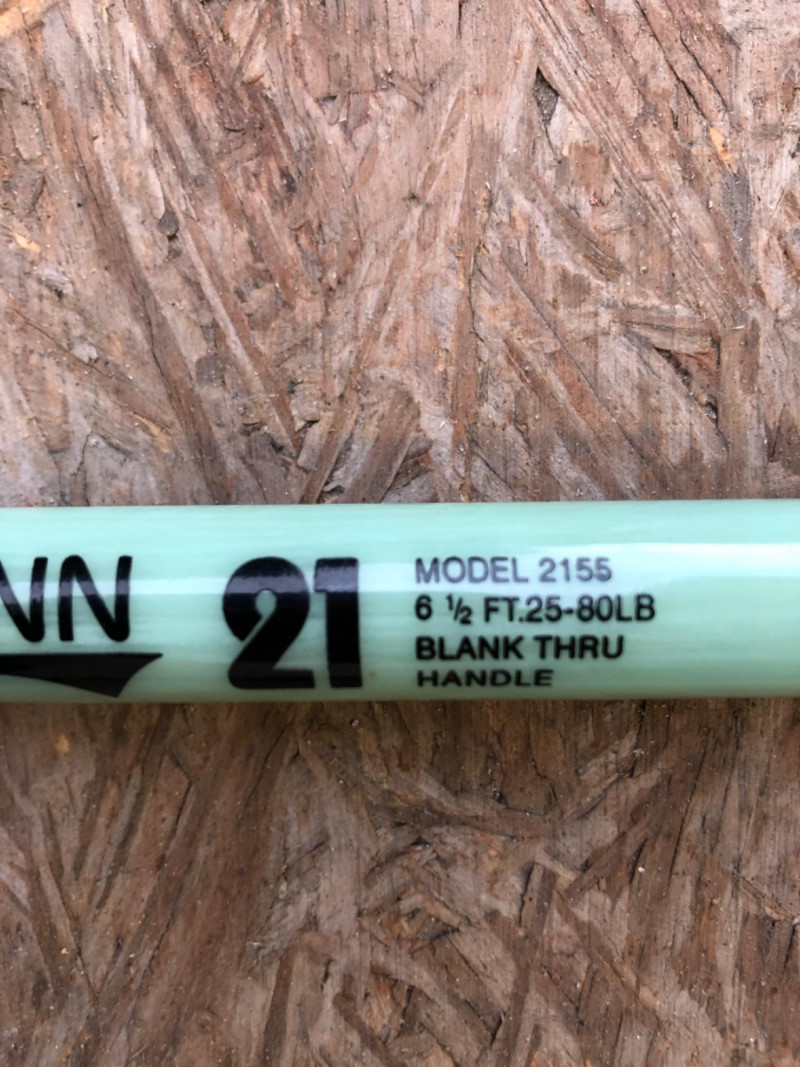 NN
21
MODEL 2155
6 ½ FT.25-80LB
BLANK THRU
HANDLE